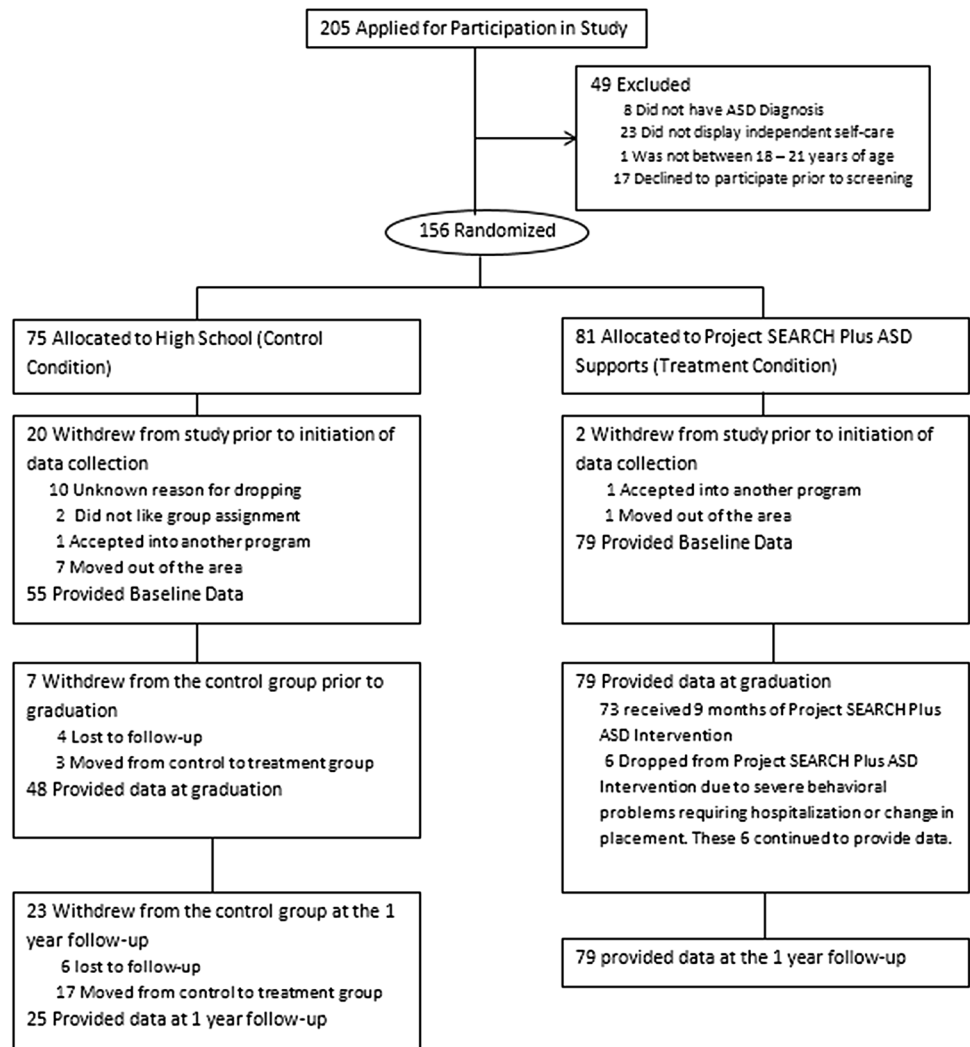 205 Applied for Participation in Study
49 Excluded
8 Did not have ASD Diagnosis
23 Did not display independent self-care
1 Was not between 18 – 21 years of age
17 Declined to participate prior to screening
156 Randomized
75 Allocated to High School (Control
Condition)
20 Withdrew from study prior to initiation of
data collection
10 Unknown reason for dropping
2 Did not like group assignment
1 Accepted into another program
7 Moved out of the area
55 Provided Baseline Data
7 Withdrew from the control group prior to
graduation
4 Lost to follow-up
3 Moved from control to treatment group
48 Provided data at graduation
23 Withdrew from the control group at the 1
year follow-up
6 lost to follow-up
17 Moved from control to treatment group
25 Provided data at 1 year follow-up
81 Allocated to Project SEARCH Plus ASD
Supports (Treatment Condition)
2 Withdrew from study prior to initiation of
data collection
1 Accepted into another program
1 Moved out of the area
79 Provided Baseline Data
79 Provided data at graduation
73 received 9 months of Project SEARCH Plus
ASD Intervention
6 Dropped from Project SEARCH Plus ASD
Intervention due to severe behavioral
problems requiring hospitalization or change in
placement. These 6 continued to provide data.
79 provided data at the 1 year follow-up